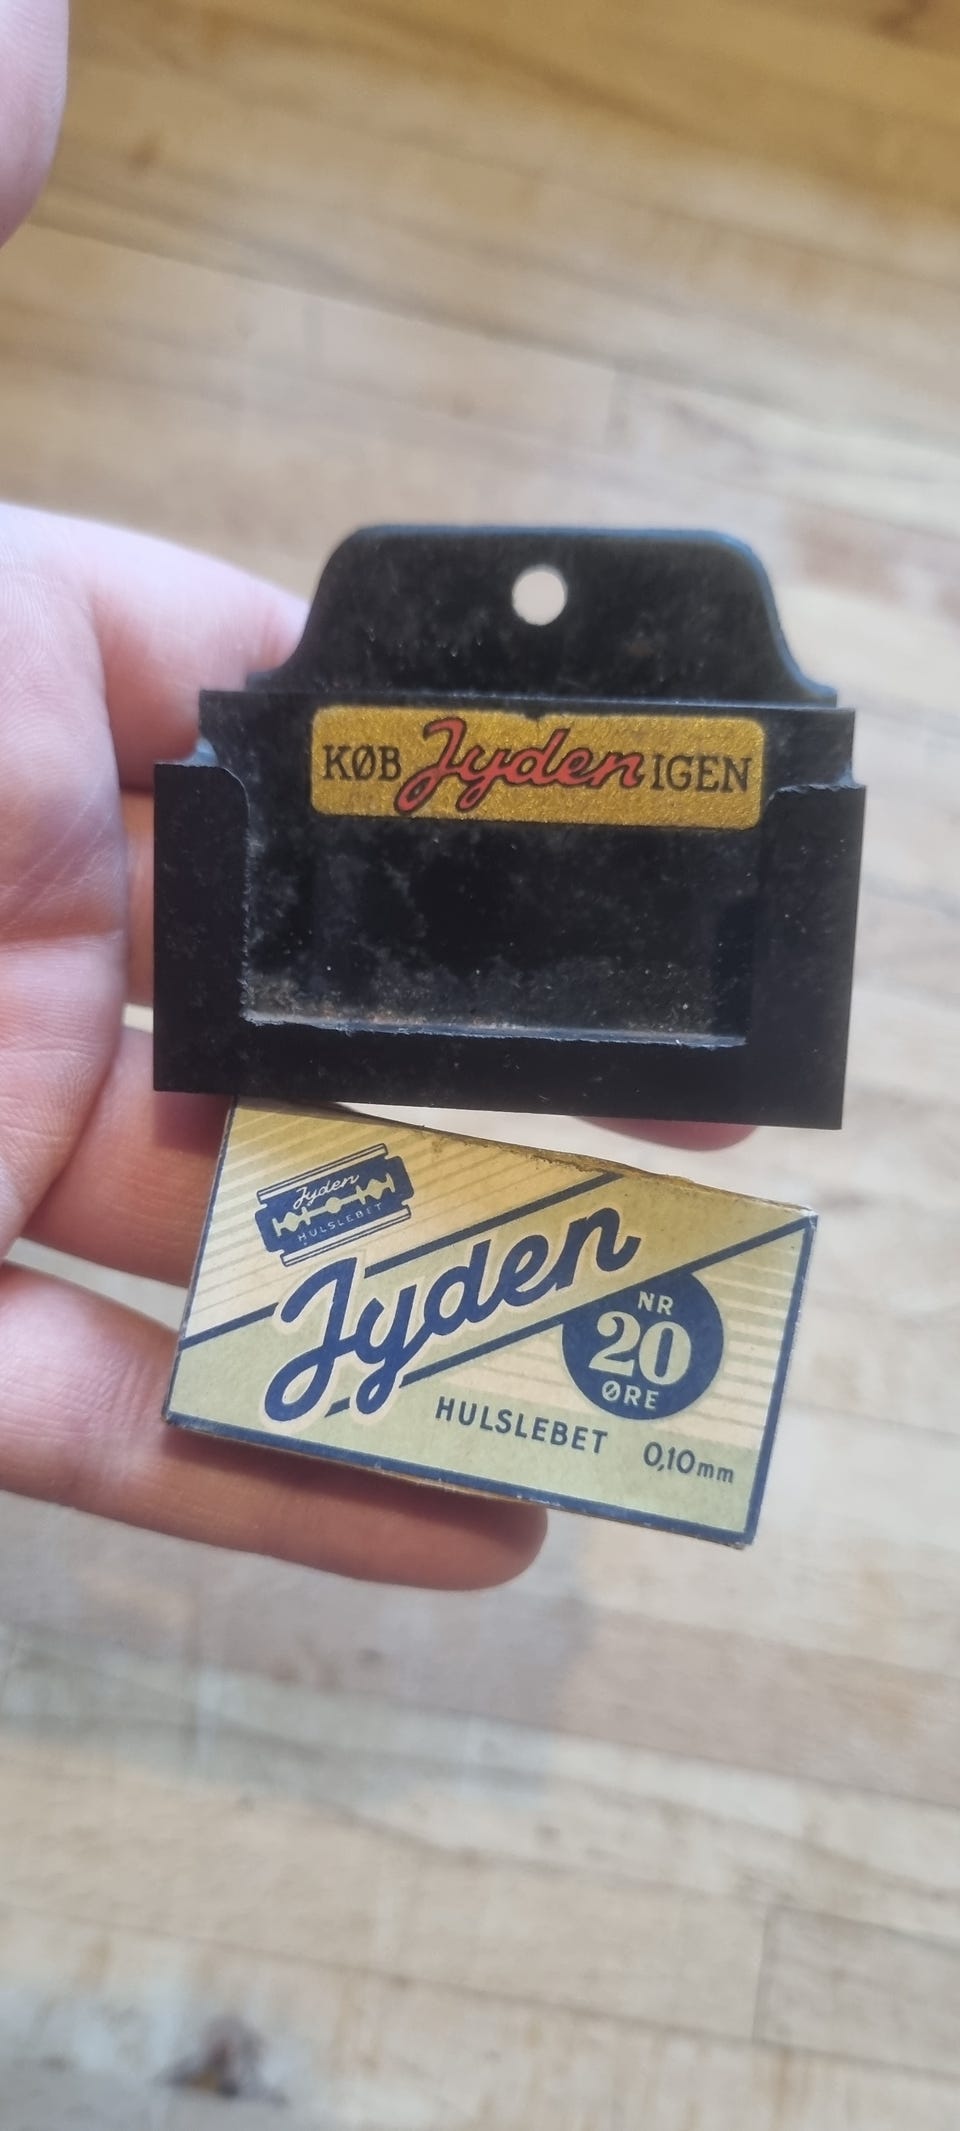 KØB Jyden IGEN
Jyden
HULSLEBET
Jyden
NR
20
ØRE
HULSLEBET 0,10mm